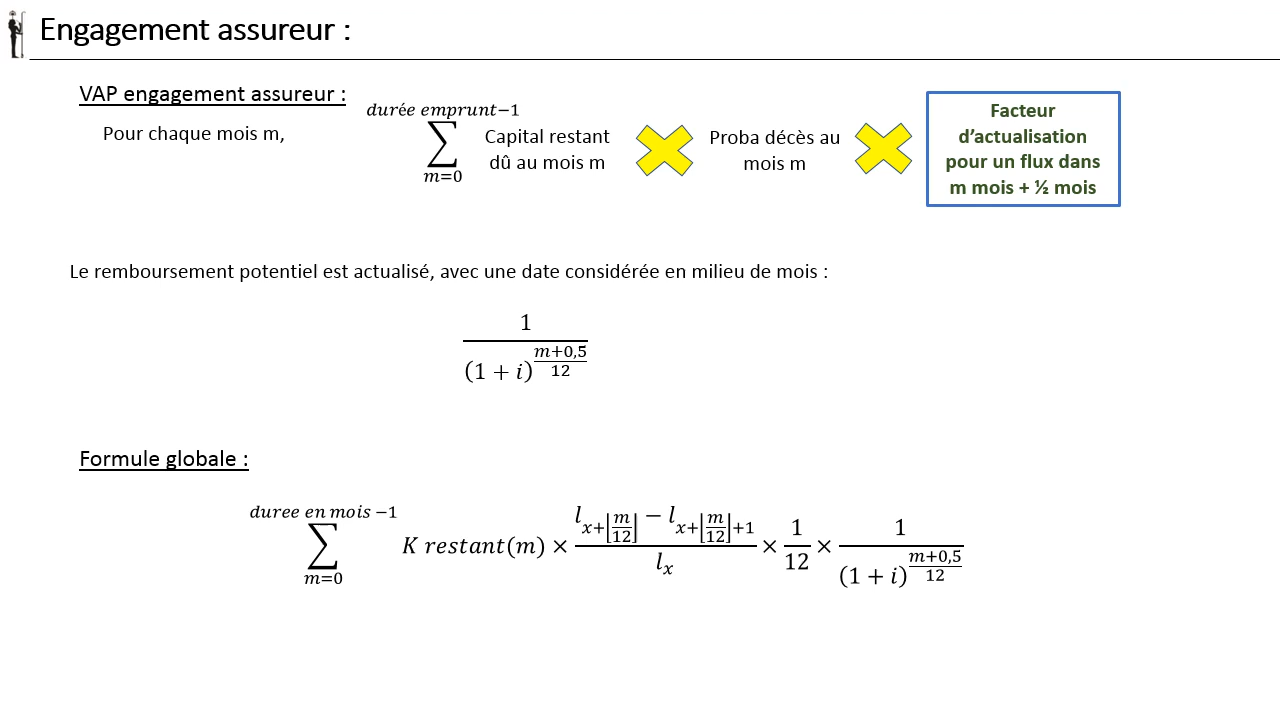 Engagement assureur :
VAP engagement assureur :
Pour chaque mois m,
durée emprunt−1
∑
m=0
Capital restant
dû au mois m
Proba décès au
mois m
Facteur
d’actualisation
pour un flux dans
m mois + ½ mois
Le remboursement potentiel est actualisé, avec une date considérée en milieu de mois :
1
(1 + i)^((m+0,5)/12)
Formule globale :
duree en mois −1
∑ K restant(m) × (l_(x+⌊m/12⌋) − l_(x+⌊m/12⌋+1))/l_x × 1/12 × 1/(1 + i)^((m+0,5)/12)
m=0